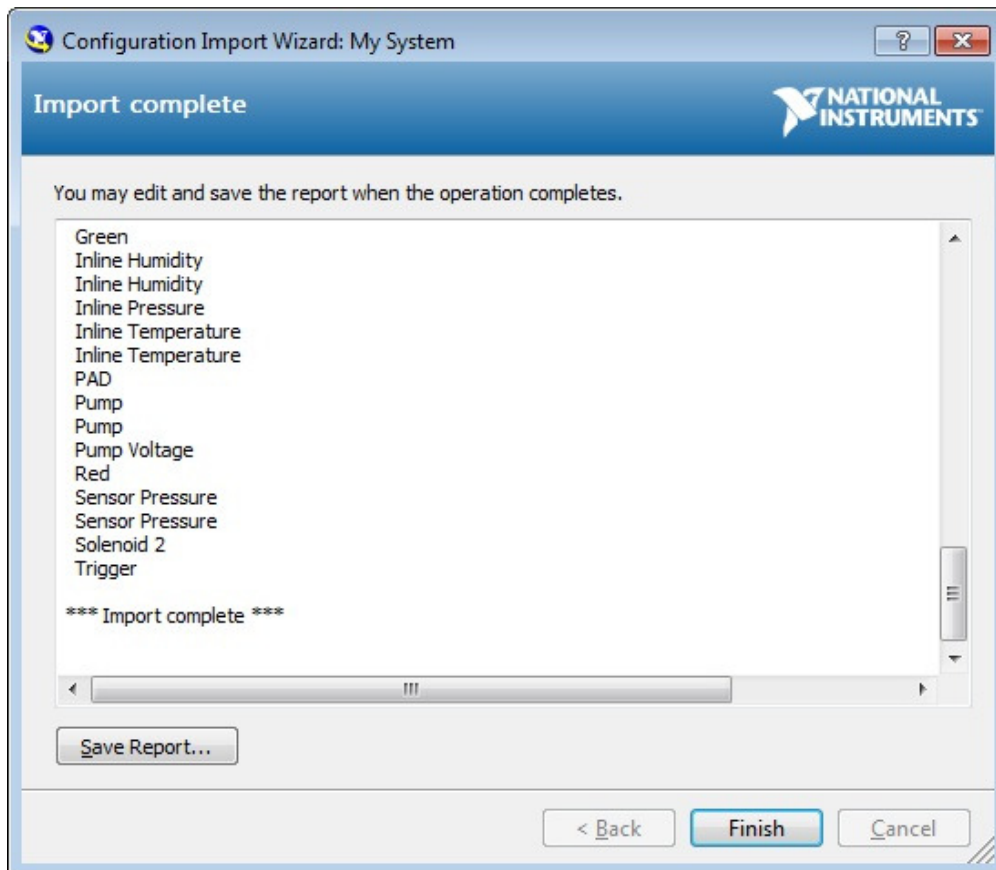 Configuration Import Wizard: My System
?
Import complete
NATIONAL
INSTRUMENTS
You may edit and save the report when the operation completes.
Green
Inline Humidity
Inline Humidity
Inline Pressure
Inline Temperature
Inline Temperature
PAD
Pump
Pump
Pump Voltage
Red
Sensor Pressure
Sensor Pressure
Solenoid 2
Trigger
*** Import complete ***
Save Report...
< Back
Finish
Cancel